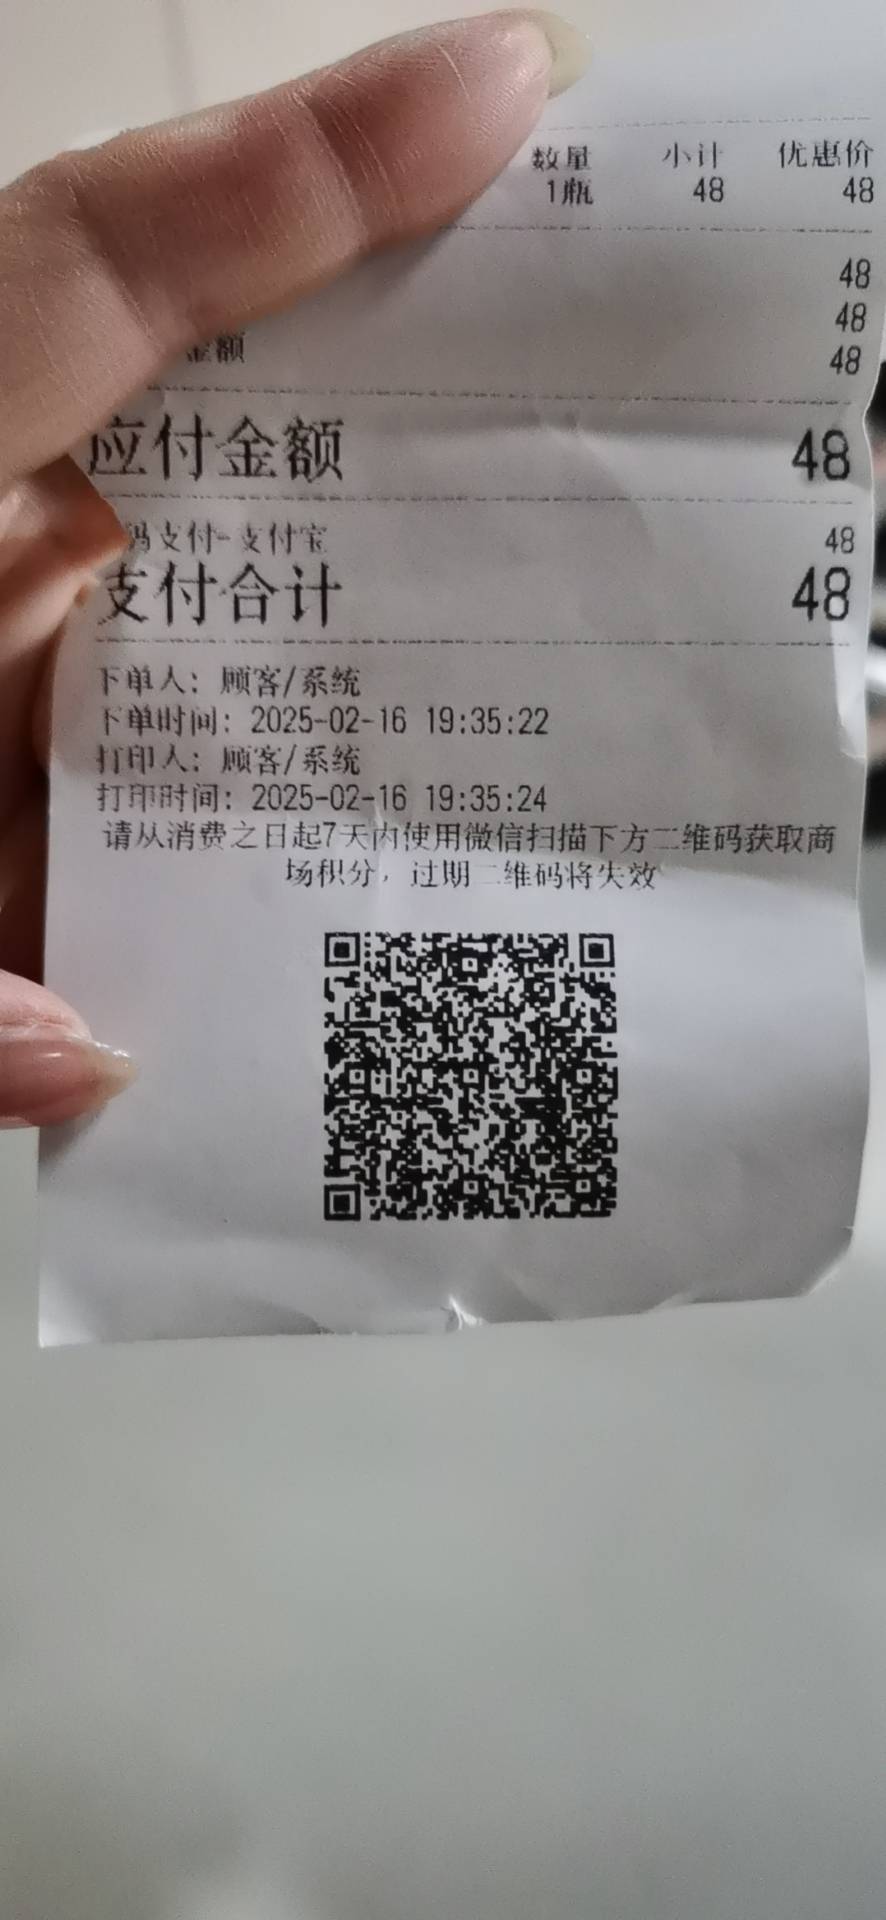 数量 小计 优惠价
1瓶 48 48
48
48
金额 48
应付金额 48
码支付-支付宝 48
支付合计 48
下单人: 顾客/系统
下单时间: 2025-02-16 19:35:22
打印人: 顾客/系统
打印时间: 2025-02-16 19:35:24
请从消费之日起7天内使用微信扫描下方二维码获取商
场积分，过期二维码将失效